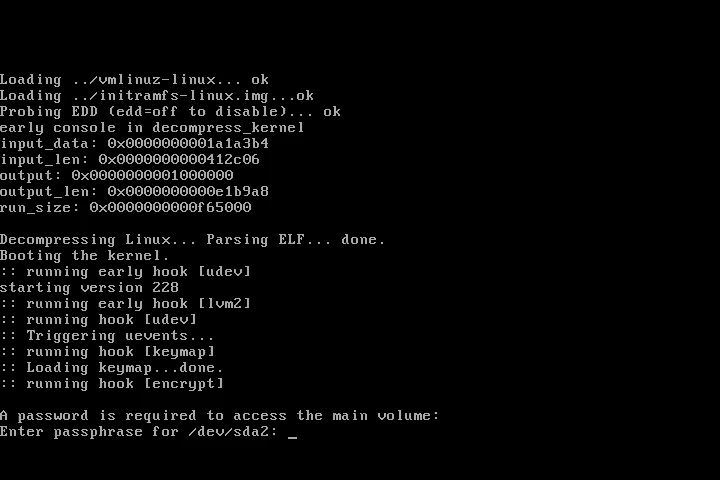 Loading ../vmlinuz-linux... ok
Loading ../initramfs-linux.img...ok
Probing EDD (edd=off to disable)... ok
early console in decompress_kernel
input_data: 0x0000000001a1a3b4
input_len: 0x0000000000412c06
output: 0x0000000001000000
output_len: 0x0000000000e1b9a8
run_size: 0x0000000000f65000
Decompressing Linux... Parsing ELF... done.
Booting the kernel.
:: running early hook [udev]
starting version 228
:: running early hook [lvm2]
:: running hook [udev]
:: Triggering uevents...
:: running hook [keymap]
:: Loading keymap...done.
:: running hook [encrypt]
A password is required to access the main volume:
Enter passphrase for /dev/sda2: _